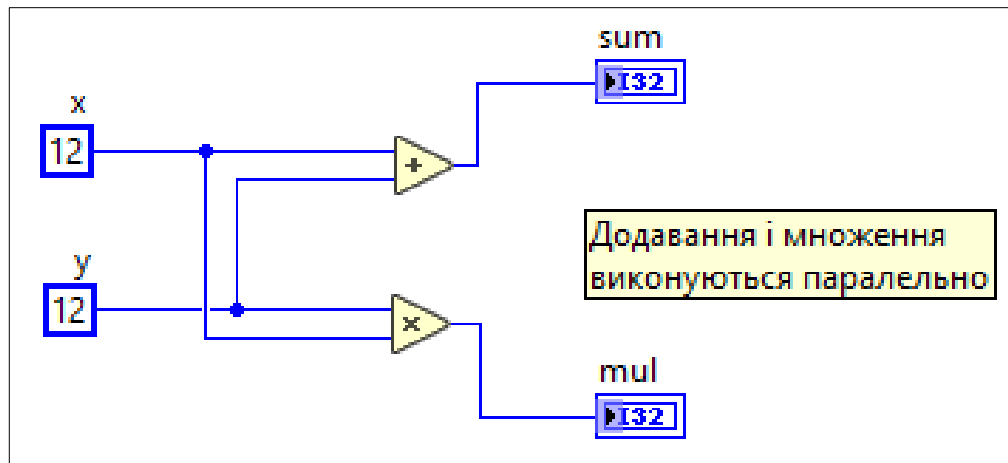 sum
I32
x
12
+
Додавання і множення
виконуються паралельно
y
12
×
mul
I32